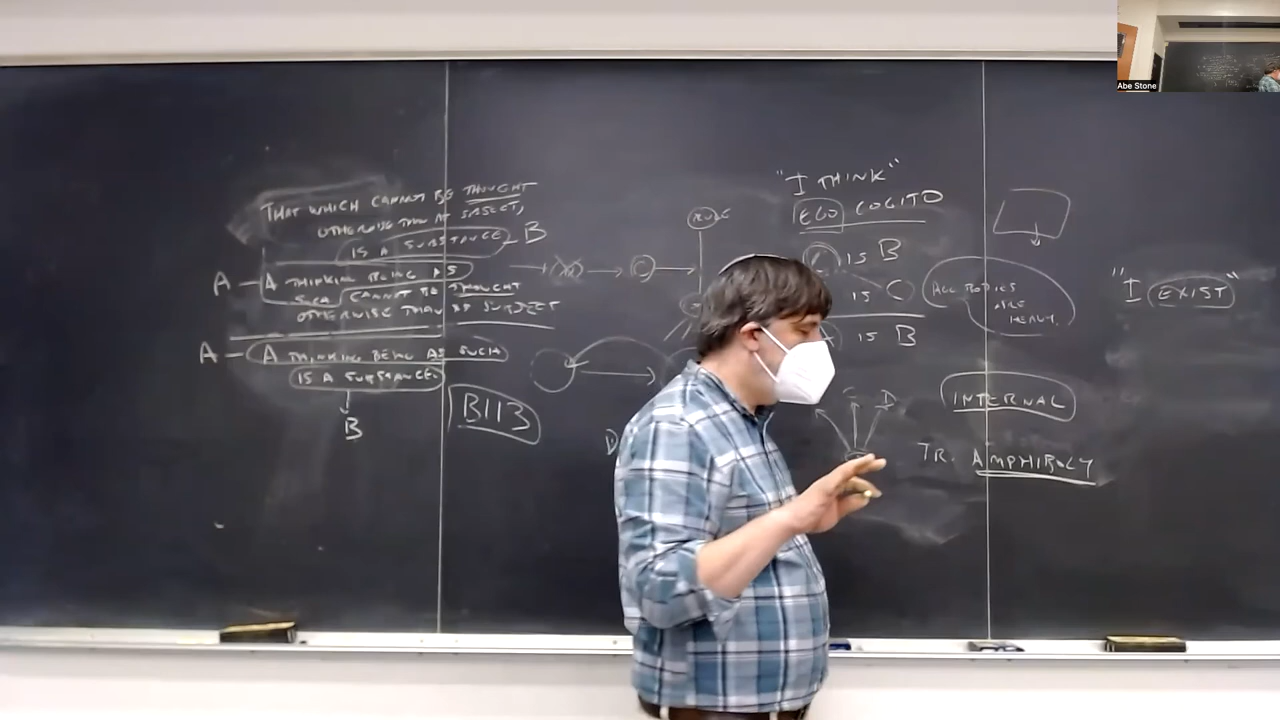 Abe Stone
THAT WHICH CANNOT BE THOUGHT
OTHERWISE THAN AS SUBJECT,
IS A SUBSTANCE - B
A - A THINKING BEING AS
SUCH CANNOT BE THOUGHT
OTHERWISE THAN AS SUBJECT
A - A THINKING BEING AS SUCH
IS A SUBSTANCE.
B
B113
C
D
"I THINK"
EGO COGITO
IS B
IS C
IS B
C D
ALL BODIES
ARE
HEAVY.
INTERNAL
TR. AMPHIBOLY
"I EXIST"